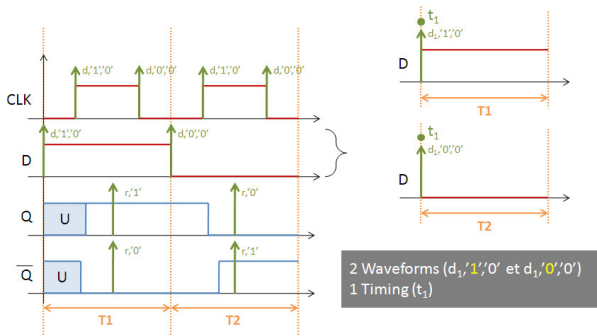 d,'1','0'
d,'0','0'
d,'1','0'
d,'0','0'
CLK
d,'1','0'
d,'0','0'
D
r,'1'
r,'0'
Q
U
r,'0'
r,'1'
Q
U
T1
T2
t1
d1,'1','0'
D
T1
t1
d1,'0','0'
D
T2
2 Waveforms (d1,'1','0' et d1,'0','0')
1 Timing (t1)